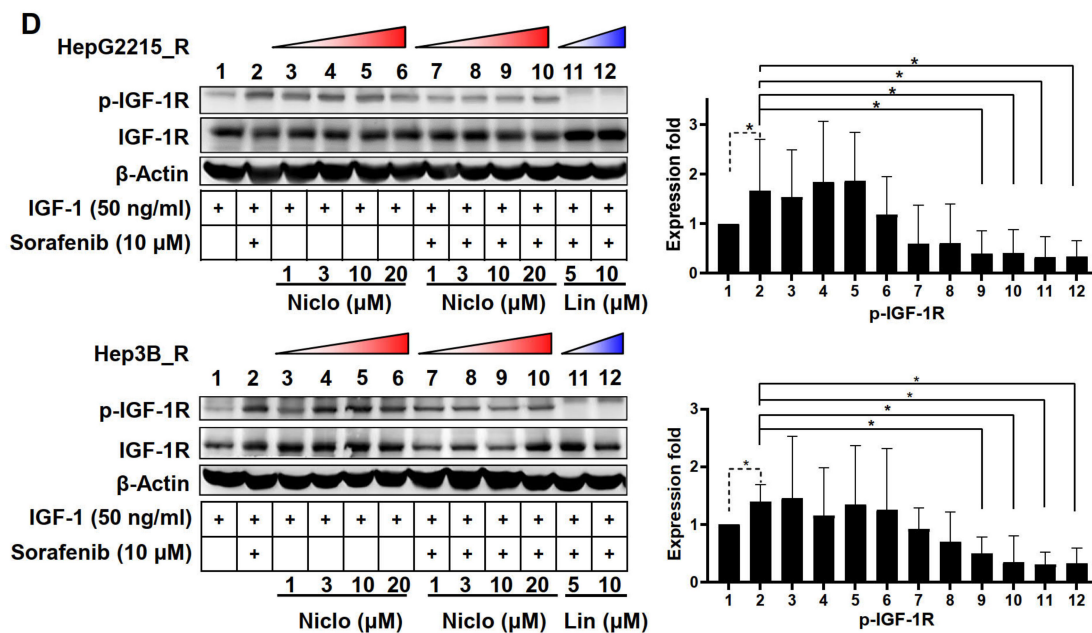 D
HepG2215_R
1 2 3 4 5 6 7 8 9 10 11 12
p-IGF-1R
IGF-1R
β-Actin
IGF-1 (50 ng/ml) + + + + + + + + + + + +
Sorafenib (10 μM) + + + + + + +
1 3 10 20 1 3 10 20 5 10
Niclo (μM) Niclo (μM) Lin (μM)
* * * * *
Expression fold
3
2
1
0
1 2 3 4 5 6 7 8 9 10 11 12
p-IGF-1R
Hep3B_R
1 2 3 4 5 6 7 8 9 10 11 12
p-IGF-1R
IGF-1R
β-Actin
IGF-1 (50 ng/ml) + + + + + + + + + + + +
Sorafenib (10 μM) + + + + + + +
1 3 10 20 1 3 10 20 5 10
Niclo (μM) Niclo (μM) Lin (μM)
* * * * *
Expression fold
3
2
1
0
1 2 3 4 5 6 7 8 9 10 11 12
p-IGF-1R